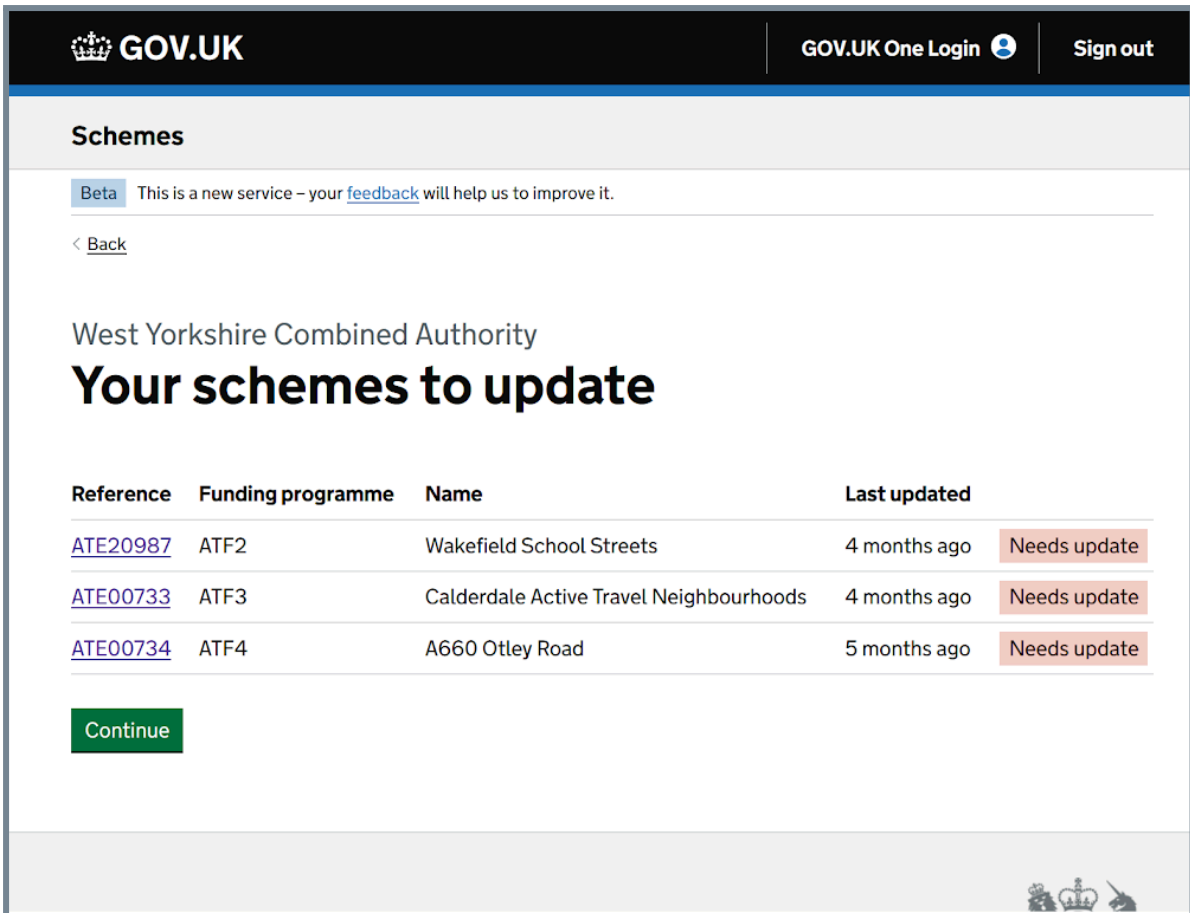 GOV.UK GOV.UK One Login Sign out
Schemes
Beta This is a new service – your feedback will help us to improve it.
< Back
West Yorkshire Combined Authority
Your schemes to update
Reference Funding programme Name Last updated
ATE20987 ATF2 Wakefield School Streets 4 months ago Needs update
ATE00733 ATF3 Calderdale Active Travel Neighbourhoods 4 months ago Needs update
ATE00734 ATF4 A660 Otley Road 5 months ago Needs update
Continue